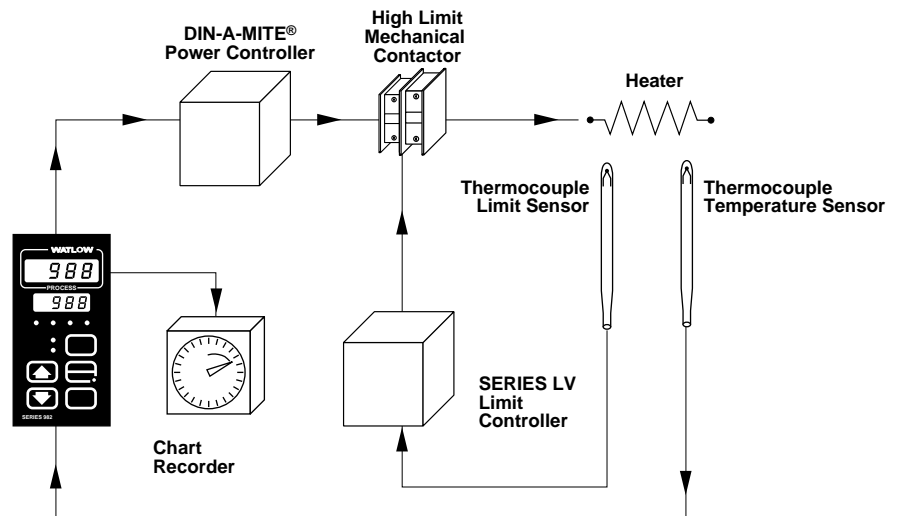 DIN-A-MITE®
Power Controller
High Limit
Mechanical
Contactor
Heater
Thermocouple
Limit Sensor
Thermocouple
Temperature Sensor
WATLOW
988
PROCESS
988
SERIES 982
Chart
Recorder
SERIES LV
Limit
Controller